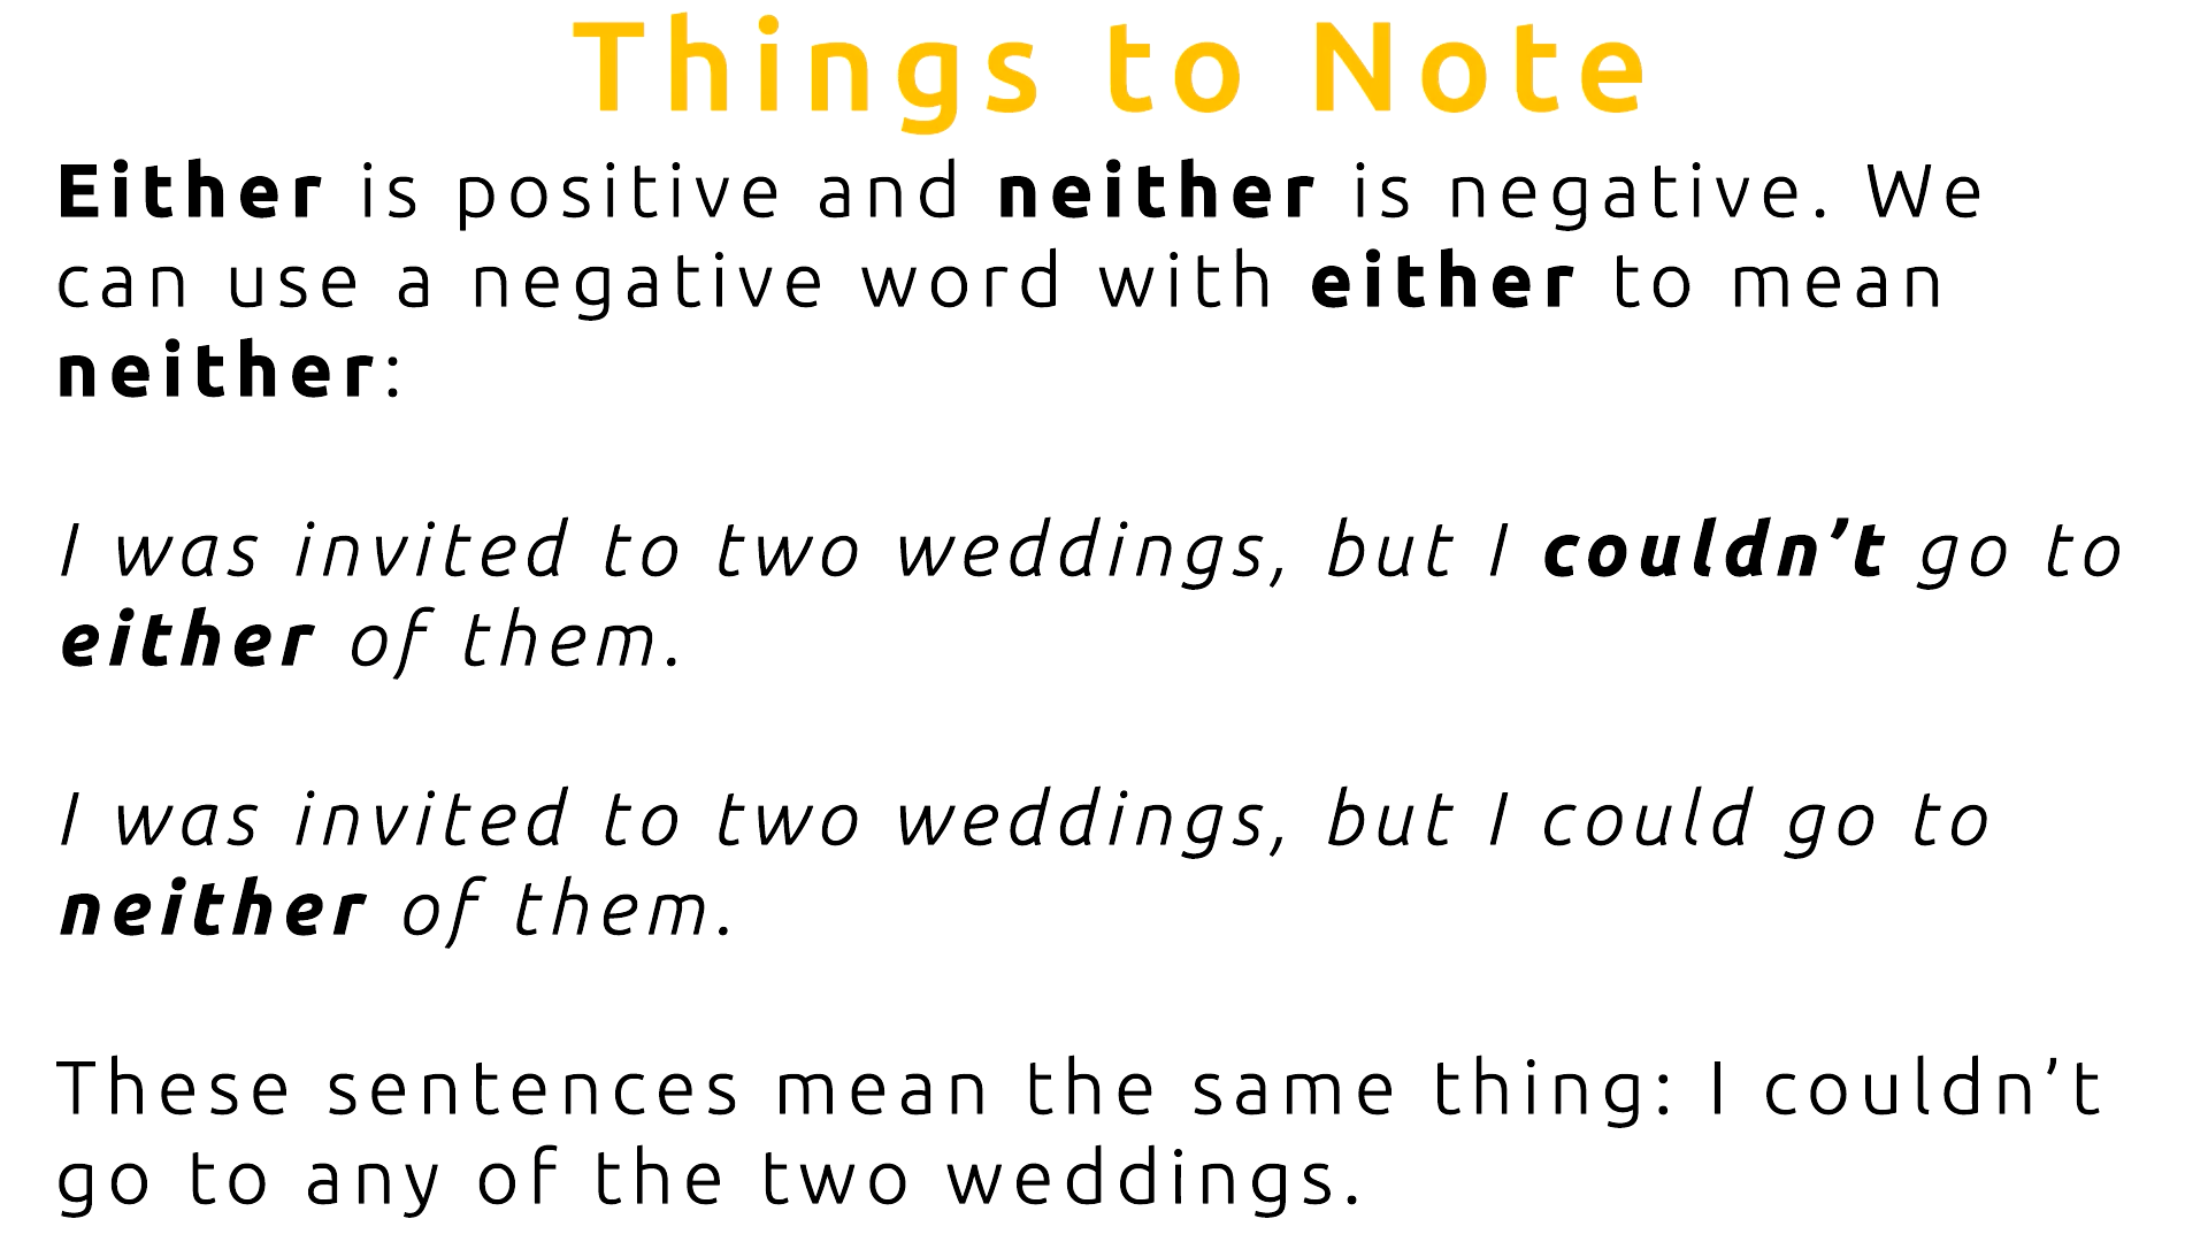 Things to Note
Either is positive and neither is negative. We
can use a negative word with either to mean
neither:
I was invited to two weddings, but I couldn’t go to
either of them.
I was invited to two weddings, but I could go to
neither of them.
These sentences mean the same thing: I couldn’t
go to any of the two weddings.